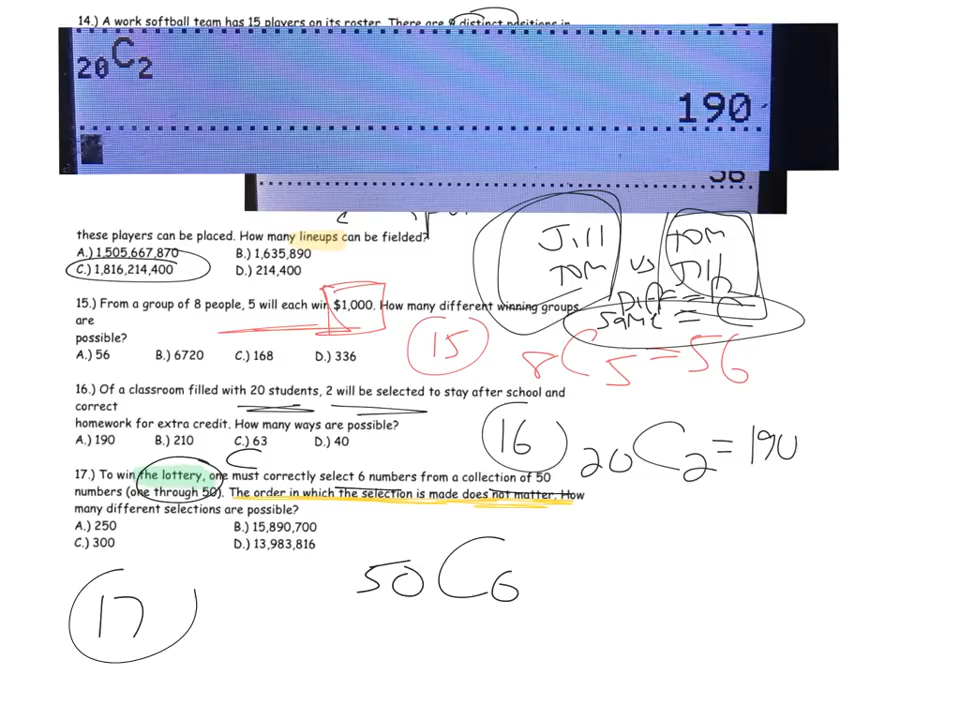 14.) A work softball team has 15 players on its roster. There are 9 distinct positions in
20C2
190
56
these players can be placed. How many lineups can be fielded?
A.) 1,505,667,870 B.) 1,635,890
C.) 1,816,214,400 D.) 214,400
Jill
TOM
vs
TOM
Jill
Diff = P
same = C
15.) From a group of 8 people, 5 will each win $1,000. How many different winning groups
are
possible?
A.) 56 B.) 6720 C.) 168 D.) 336
15
8C5=56
16.) Of a classroom filled with 20 students, 2 will be selected to stay after school and
correct
homework for extra credit. How many ways are possible?
A.) 190 B.) 210 C.) 63 D.) 40
16
20C2=190
C
17.) To win the lottery, one must correctly select 6 numbers from a collection of 50
numbers (one through 50). The order in which the selection is made does not matter. How
many different selections are possible?
A.) 250 B.) 15,890,700
C.) 300 D.) 13,983,816
17
50C6